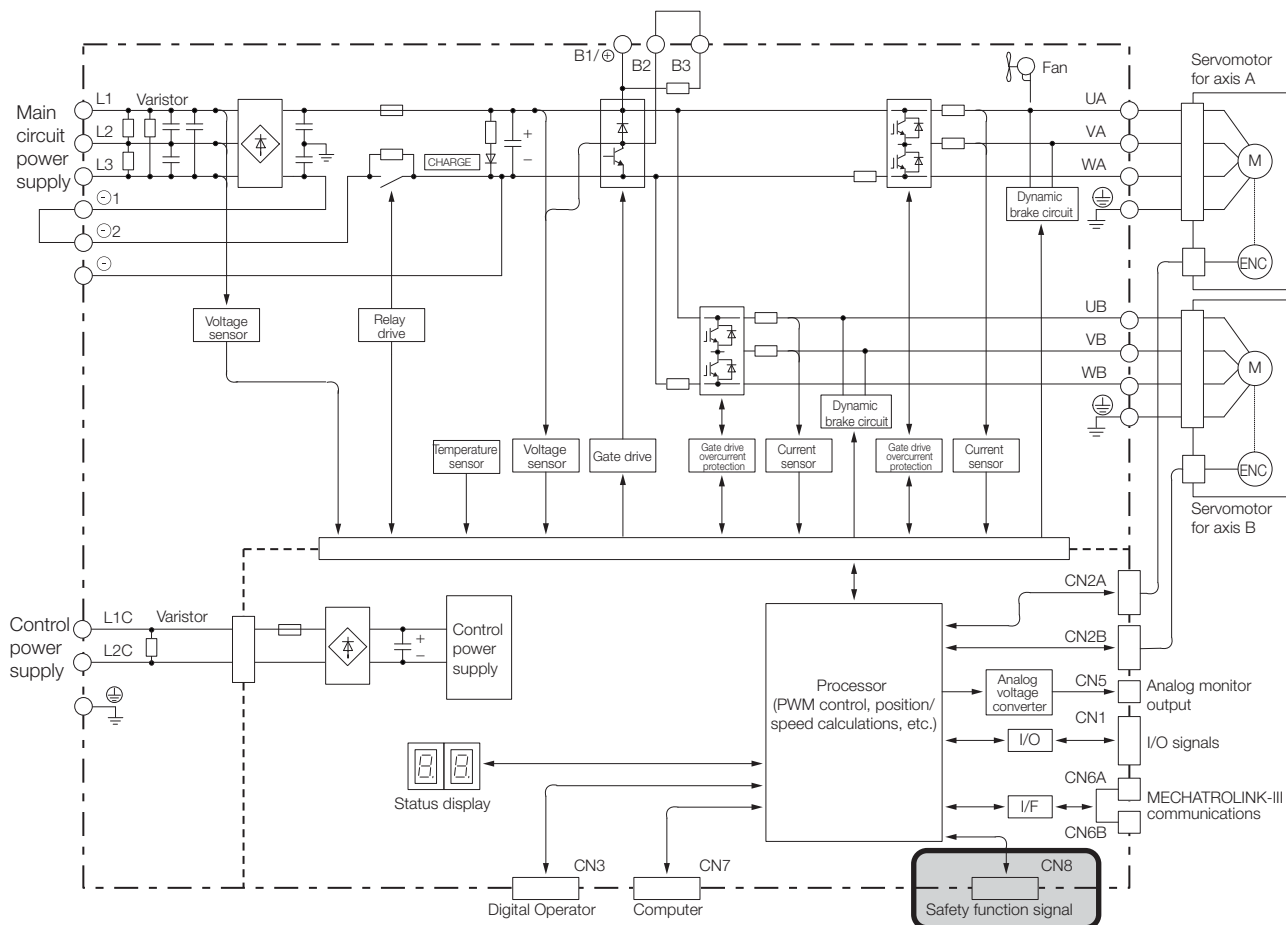 B1/⊕
B2
B3
Fan
Servomotor
for axis A
Main
circuit
power
supply
L1
Varistor
L2
L3
⊖1
⊖2
⊖
+
–
CHARGE
UA
VA
WA
M
ENC
Dynamic
brake circuit
Voltage
sensor
Relay
drive
UB
VB
WB
M
ENC
Dynamic
brake circuit
Temperature
sensor
Voltage
sensor
Gate drive
Gate drive
overcurrent
protection
Current
sensor
Gate drive
overcurrent
protection
Current
sensor
Servomotor
for axis B
Control
power
supply
L1C
Varistor
L2C
+
–
Control
power
supply
Processor
(PWM control, position/
speed calculations, etc.)
CN2A
CN2B
Analog
voltage
converter
CN5
Analog monitor
output
CN1
I/O
I/O signals
CN6A
I/F
MECHATROLINK-III
communications
CN6B
8.8.
Status display
CN3
Digital Operator
CN7
Computer
CN8
Safety function signal